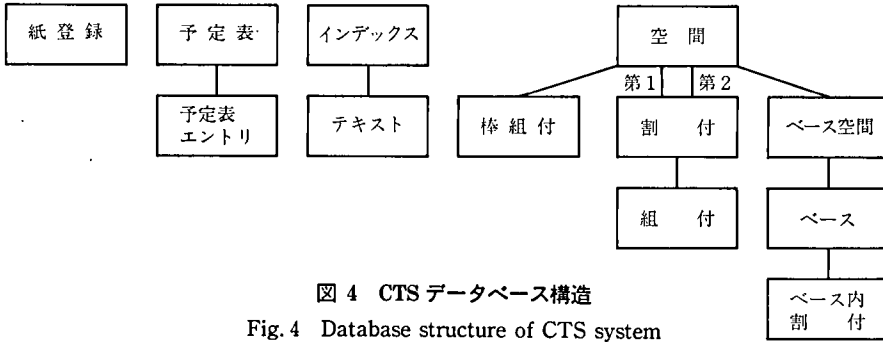 紙登録
予定表
インデックス
空間
第1
第2
予定表
エントリ
テキスト
棒組付
割付
ベース空間
組付
ベース
ベース内
割付
図 4 CTS データベース構造
Fig. 4 Database structure of CTS system